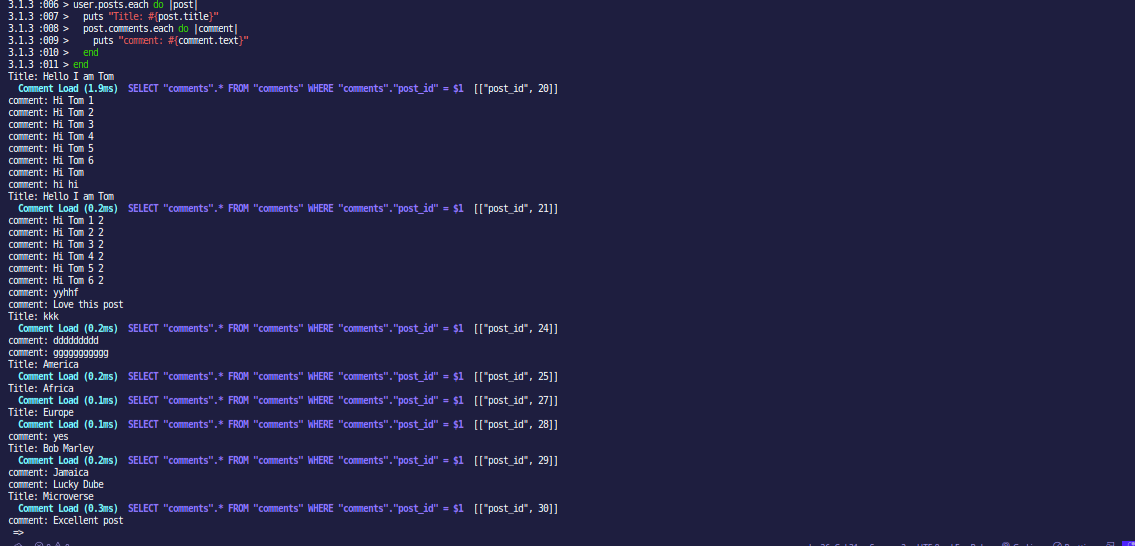 3.1.3 :006 > user.posts.each do |post|
3.1.3 :007 >   puts "Title: #{post.title}"
3.1.3 :008 >   post.comments.each do |comment|
3.1.3 :009 >     puts "comment: #{comment.text}"
3.1.3 :010 >   end
3.1.3 :011 > end
Title: Hello I am Tom
  Comment Load (1.9ms)  SELECT "comments".* FROM "comments" WHERE "comments"."post_id" = $1  [["post_id", 20]]
comment: Hi Tom 1
comment: Hi Tom 2
comment: Hi Tom 3
comment: Hi Tom 4
comment: Hi Tom 5
comment: Hi Tom 6
comment: Hi Tom
comment: hi hi
Title: Hello I am Tom
  Comment Load (0.2ms)  SELECT "comments".* FROM "comments" WHERE "comments"."post_id" = $1  [["post_id", 21]]
comment: Hi Tom 1 2
comment: Hi Tom 2 2
comment: Hi Tom 3 2
comment: Hi Tom 4 2
comment: Hi Tom 5 2
comment: Hi Tom 6 2
comment: yyhhf
comment: Love this post
Title: kkk
  Comment Load (0.2ms)  SELECT "comments".* FROM "comments" WHERE "comments"."post_id" = $1  [["post_id", 24]]
comment: ddddddddd
comment: ggggggggggg
Title: America
  Comment Load (0.2ms)  SELECT "comments".* FROM "comments" WHERE "comments"."post_id" = $1  [["post_id", 25]]
Title: Africa
  Comment Load (0.1ms)  SELECT "comments".* FROM "comments" WHERE "comments"."post_id" = $1  [["post_id", 27]]
Title: Europe
  Comment Load (0.1ms)  SELECT "comments".* FROM "comments" WHERE "comments"."post_id" = $1  [["post_id", 28]]
comment: yes
Title: Bob Marley
  Comment Load (0.2ms)  SELECT "comments".* FROM "comments" WHERE "comments"."post_id" = $1  [["post_id", 29]]
comment: Jamaica
comment: Lucky Dube
Title: Microverse
  Comment Load (0.3ms)  SELECT "comments".* FROM "comments" WHERE "comments"."post_id" = $1  [["post_id", 30]]
comment: Excellent post
 =>